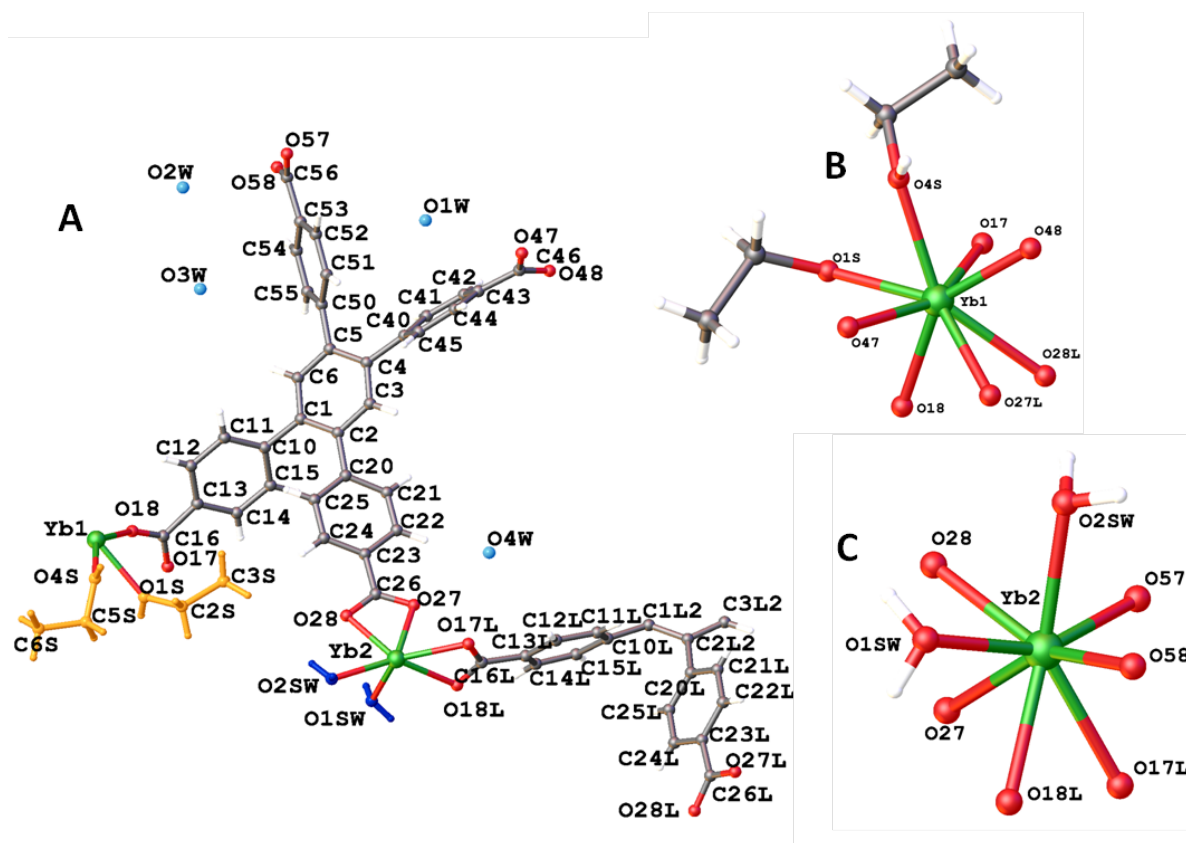 A
O57
C56
O58
O2W
C53
C52
C54
C51
O3W
C55
C50
O1W
O47
C46
O48
C42
C43
C41
C44
C40
C45
C5
C4
C6
C3
C1
C2
C11
C12
C10
C13
C15
C20
C25
C21
C14
C24
C22
C23
O18
Yb1
C16
O17
O4S
O1S
C3S
C5S
C2S
C6S
O4W
C26
O28
O27
Yb2
O2SW
O1SW
O17L
C16L
O18L
C12L
C11L
C13L
C10L
C15L
C14L
C1L2
C3L2
C2L2
C21L
C20L
C22L
C25L
C23L
C24L
O27L
C26L
O28L
B
O4S
O17
O48
O1S
Yb1
O47
O28L
O18
O27L
C
O2SW
O28
O57
Yb2
O1SW
O58
O27
O17L
O18L